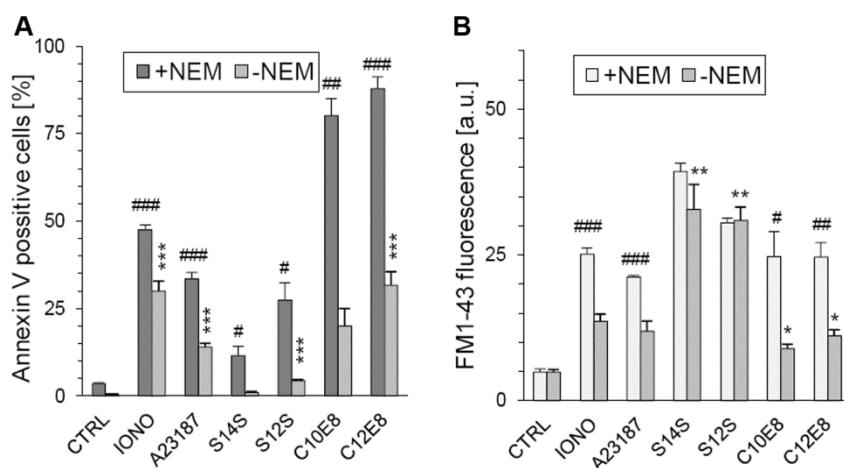 A
Annexin V possitive cells [%]
100
75
50
25
0
+NEM -NEM
###
***
###
***
#
#
***
##
###
***
CTRL
IONO
A23187
S14S
S12S
C10E8
C12E8
B
FM1-43 fluorescence [a.u.]
50
25
0
+NEM -NEM
###
###
**
**
#
*
##
*
CTRL
IONO
A23187
S14S
S12S
C10E8
C12E8